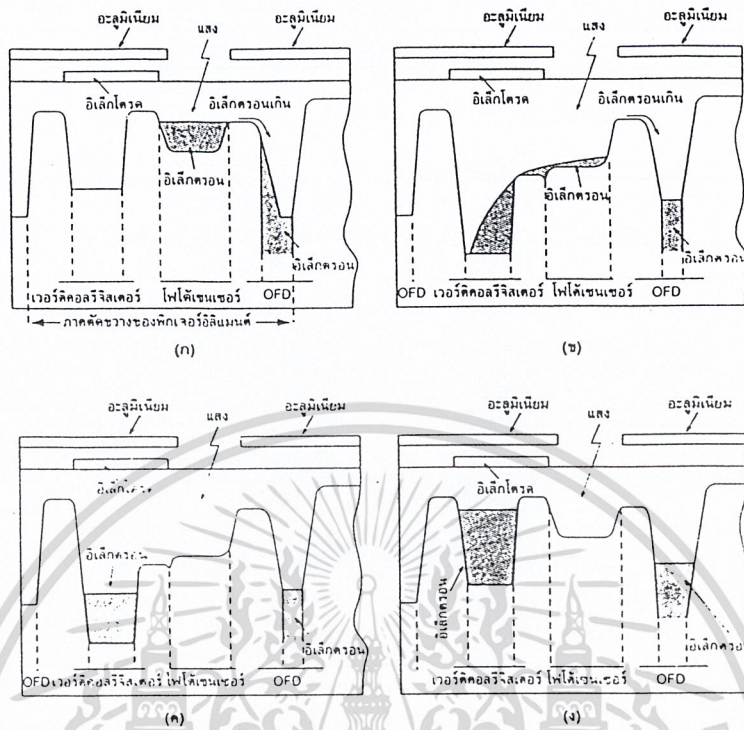 อะลูมิเนียม แสง อะลูมิเนียม
อิเล็กโตรด อิเล็กตรอนเกิน
อิเล็กตรอน
อิเล็กตรอน
เวอร์ติคอลรีจิสเตอร์ โฟโต้เซนเซอร์ OFD
ภาคตัดขวางของพิกเจอร์อิลิเมนต์
(ก)
อะลูมิเนียม แสง อะลูมิเนียม
อิเล็กโตรด อิเล็กตรอนเกิน
อิเล็กตรอน
อิเล็กตรอน
OFD เวอร์ติคอลรีจิสเตอร์ โฟโต้เซนเซอร์ OFD
(ข)
อะลูมิเนียม แสง อะลูมิเนียม
อิเล็กโตรด
อิเล็กตรอน
อิเล็กตรอน
OFD เวอร์ติคอลรีจิสเตอร์ โฟโต้เซนเซอร์ OFD
(ค)
อะลูมิเนียม แสง อะลูมิเนียม
อิเล็กโตรด
อิเล็กตรอน
อิเล็กตรอน
เวอร์ติคอลรีจิสเตอร์ โฟโต้เซนเซอร์ OFD
(ง)